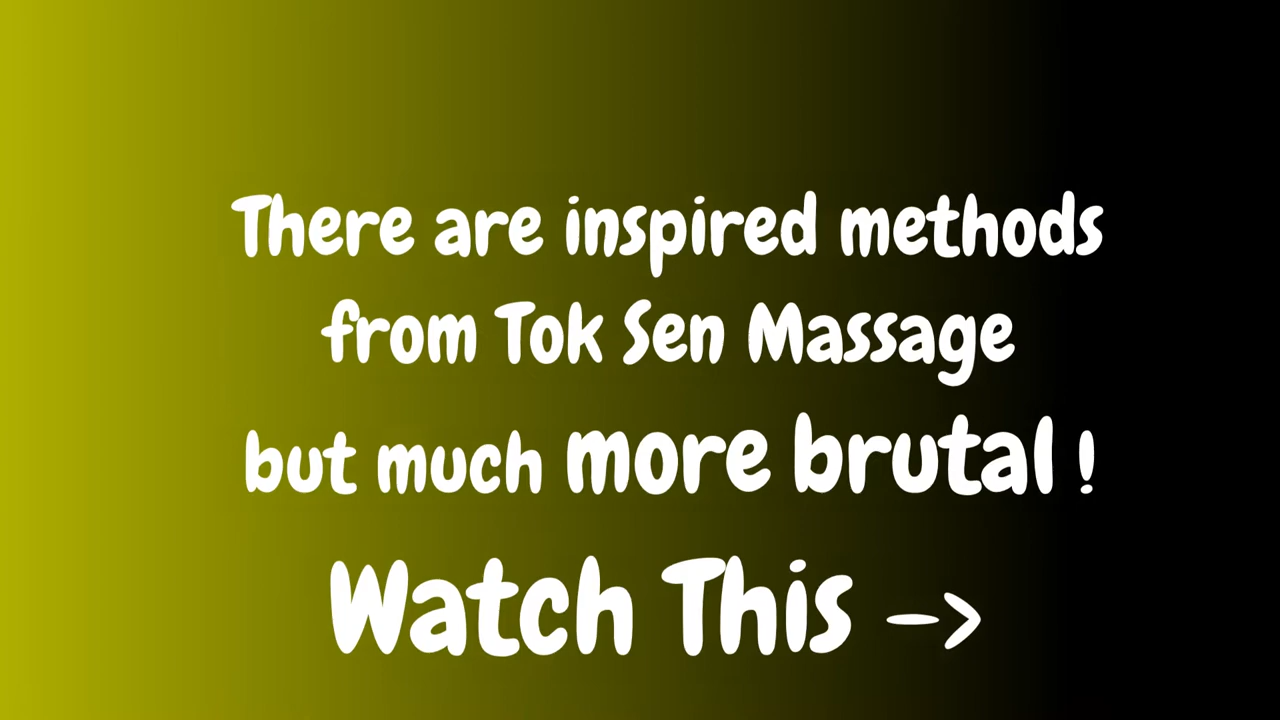 There are inspired methods
from Tok Sen Massage
but much more brutal !
Watch This ->